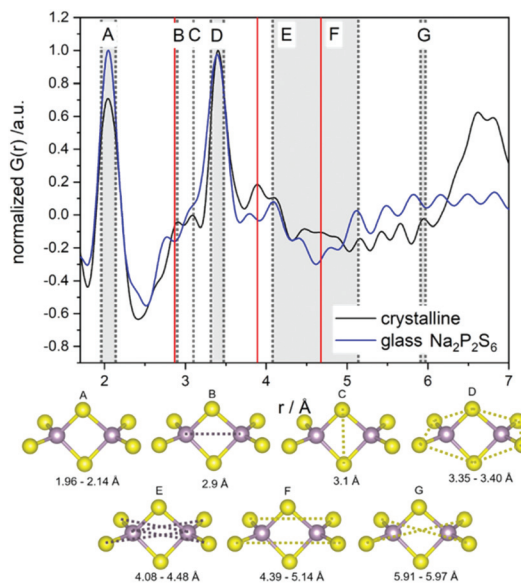 A B C D E F G
1.2
1.0
0.8
0.6
0.4
0.2
0.0
-0.2
-0.4
-0.6
-0.8
normalized G(r) /a.u.
crystalline
glass Na₂P₂S₆
2 3 4 5 6 7
r / Å
A B C D
1.96 - 2.14 Å 2.9 Å 3.1 Å 3.35 - 3.40 Å
E F G
4.08 - 4.48 Å 4.39 - 5.14 Å 5.91 - 5.97 Å